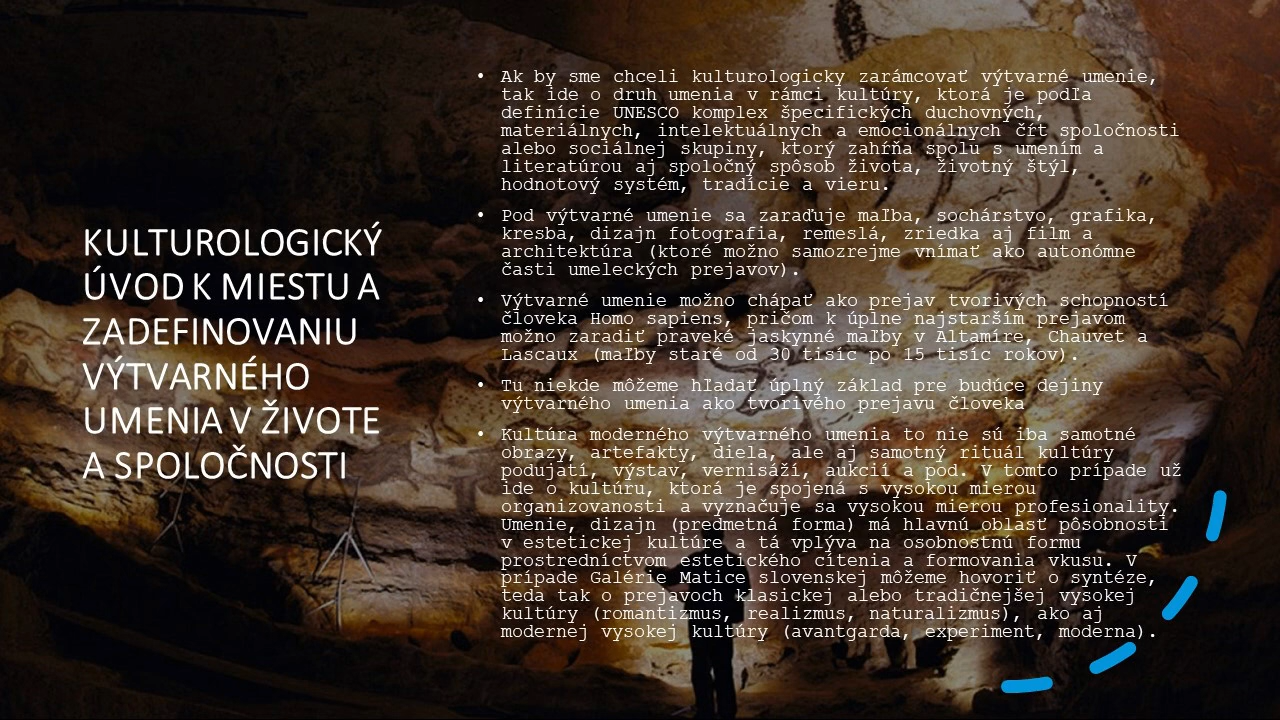 KULTUROLOGICKÝ
ÚVOD K MIESTU A
ZADEFINOVANIU
VÝTVARNÉHO
UMENIA V ŽIVOTE
A SPOLOČNOSTI
• Ak by sme chceli kulturologicky zarámcovať výtvarné umenie,
tak ide o druh umenia v rámci kultúry, ktorá je podľa
definície UNESCO komplex špecifických duchovných,
materiálnych, intelektuálnych a emocionálnych čŕt spoločnosti
alebo sociálnej skupiny, ktorý zahŕňa spolu s umením a
literatúrou aj spoločný spôsob života, životný štýl,
hodnotový systém, tradície a vieru.
• Pod výtvarné umenie sa zaraďuje maľba, sochárstvo, grafika,
kresba, dizajn fotografia, remeslá, zriedka aj film a
architektúra (ktoré možno samozrejme vnímať ako autonómne
časti umeleckých prejavov).
• Výtvarné umenie možno chápať ako prejav tvorivých schopností
človeka Homo sapiens, pričom k úplne najstarším prejavom
možno zaradiť praveké jaskynné maľby v Altamire, Chauvet a
Lascaux (maľby staré od 30 tisíc po 15 tisíc rokov).
• Tu niekde môžeme hľadať úplný základ pre budúce dejiny
výtvarného umenia ako tvorivého prejavu človeka
• Kultúra moderného výtvarného umenia to nie sú iba samotné
obrazy, artefakty, diela, ale aj samotný rituál kultúry
podujatí, výstav, vernisáží, aukcií a pod. V tomto prípade už
ide o kultúru, ktorá je spojená s vysokou mierou
organizovanosti a vyznačuje sa vysokou mierou profesionality.
Umenie, dizajn (predmetná forma) má hlavnú oblasť pôsobnosti
v estetickej kultúre a tá vplýva na osobnostnú formu
prostredníctvom estetického cítenia a formovania vkusu. V
prípade Galérie Matice slovenskej môžeme hovoriť o syntéze,
teda tak o prejavoch klasickej alebo tradičnejšej vysokej
kultúry (romantizmus, realizmus, naturalizmus), ako aj
modernej vysokej kultúry (avantgarda, experiment, moderna).